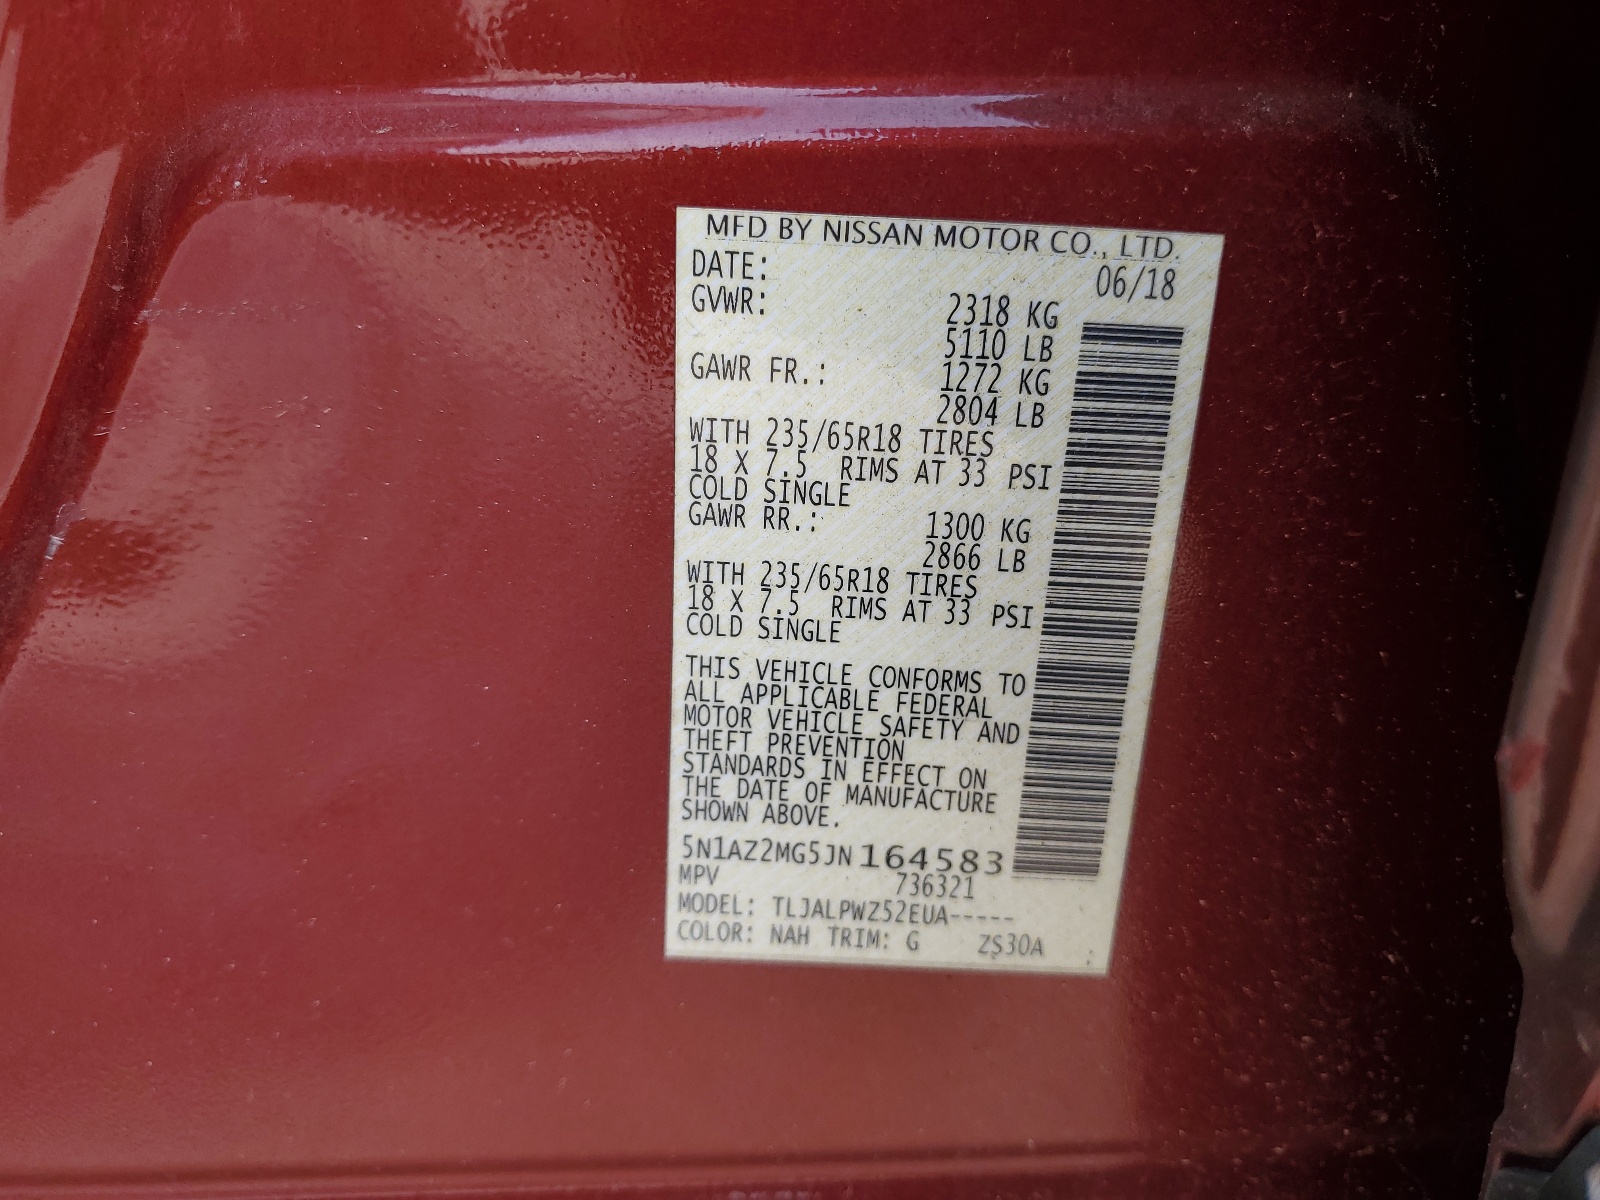 MFD BY NISSAN MOTOR CO., LTD.
DATE: 06/18
GVWR: 2318 KG
5110 LB
GAWR FR.: 1272 KG
2804 LB
WITH 235/65R18 TIRES
18 X 7.5 RIMS AT 33 PSI
COLD SINGLE
GAWR RR.: 1300 KG
2866 LB
WITH 235/65R18 TIRES
18 X 7.5 RIMS AT 33 PSI
COLD SINGLE
THIS VEHICLE CONFORMS TO
ALL APPLICABLE FEDERAL
MOTOR VEHICLE SAFETY AND
THEFT PREVENTION
STANDARDS IN EFFECT ON
THE DATE OF MANUFACTURE
SHOWN ABOVE.
5N1AZ2MG5JN164583
MPV 736321
MODEL: TLJALPWZ52EUA-----
COLOR: NAH TRIM: G ZS30A